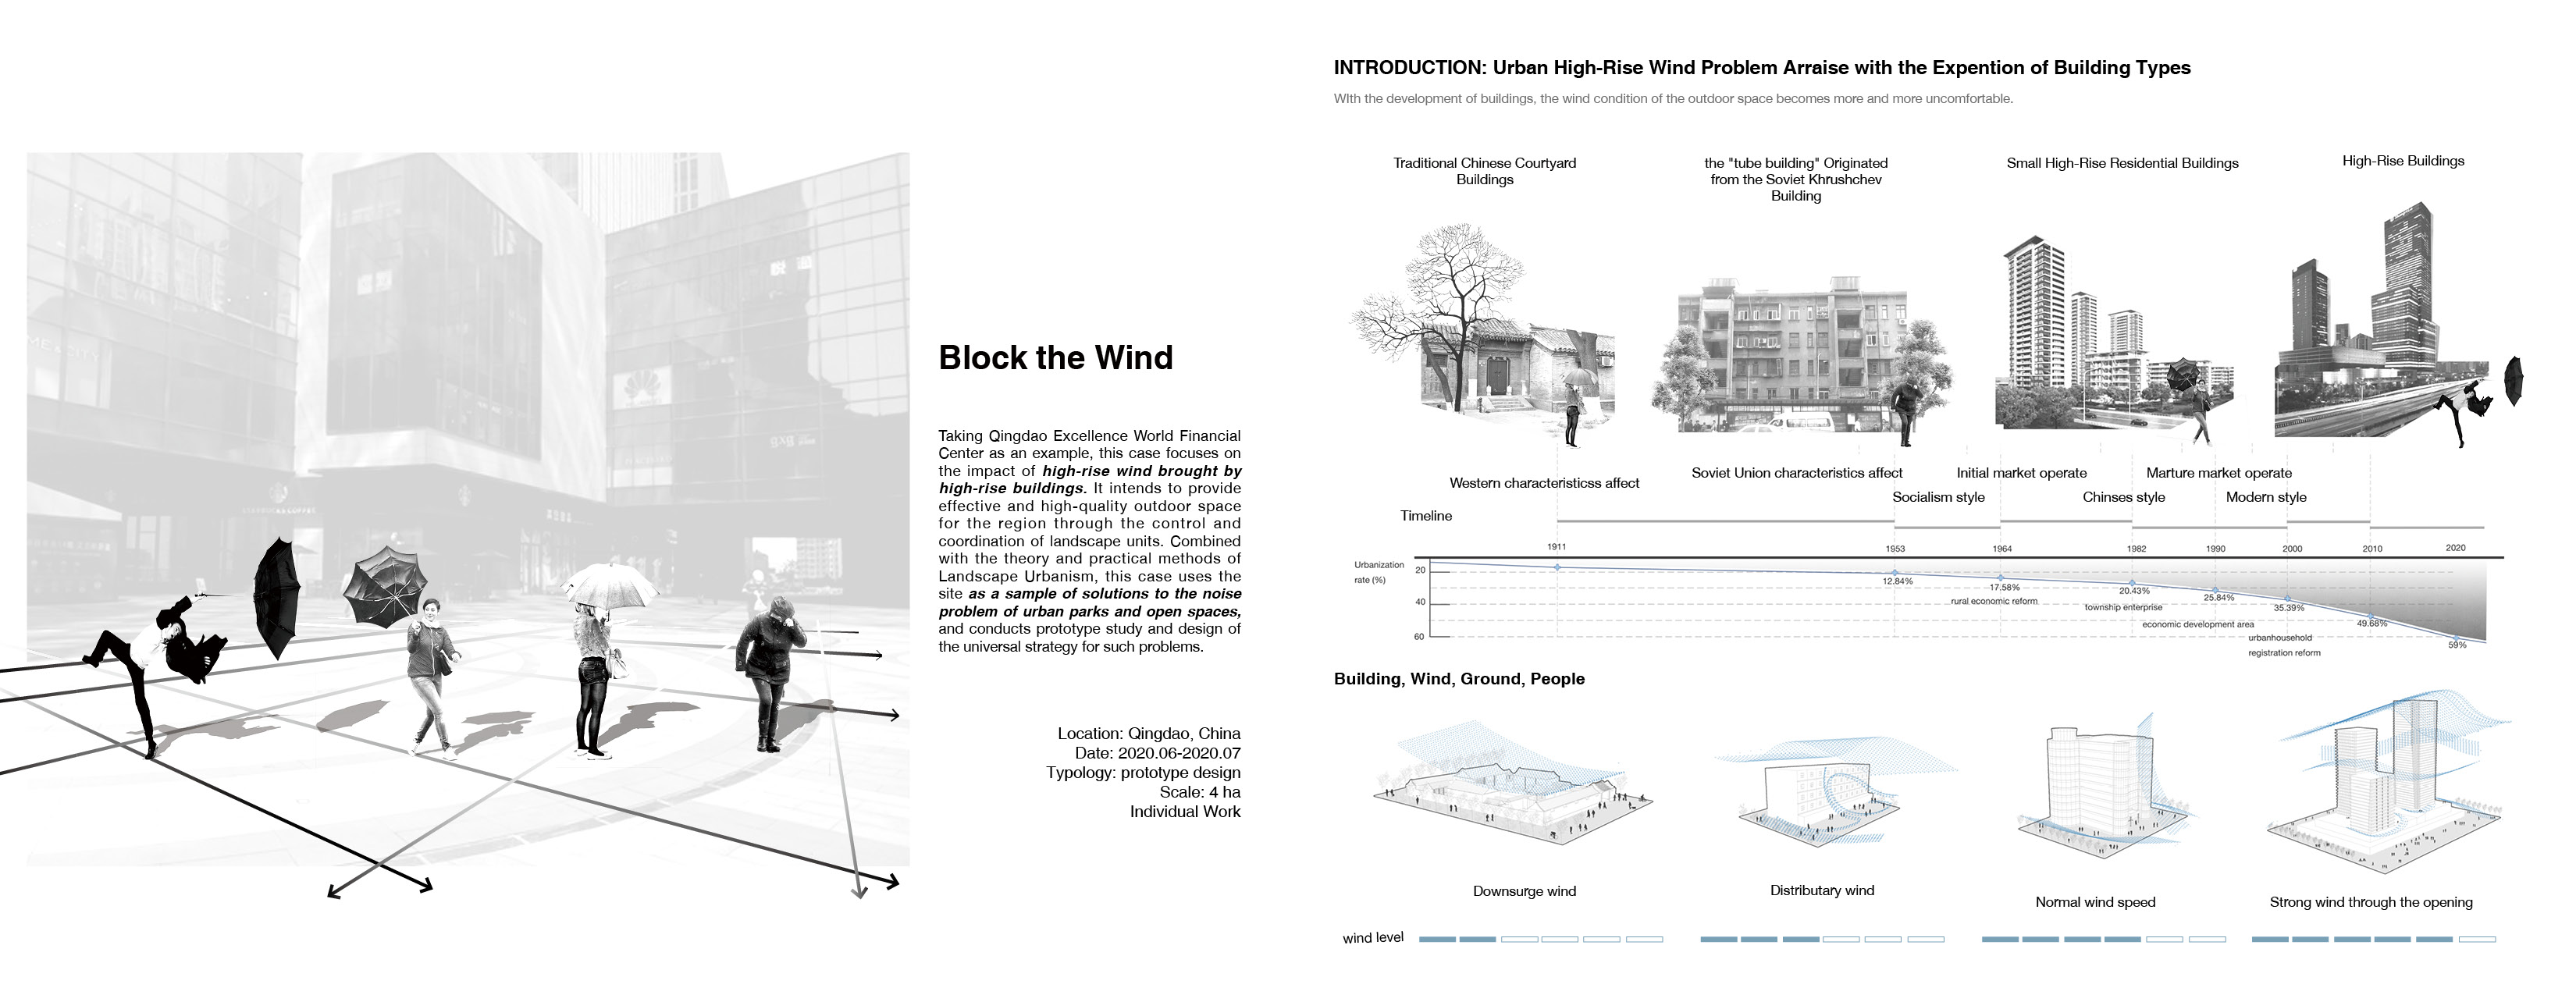 Block the Wind
Taking Qingdao Excellence World Financial
Center as an example, this case focuses on
the impact of high-rise wind brought by
high-rise buildings. It intends to provide
effective and high-quality outdoor space
for the region through the control and
coordination of landscape units. Combined
with the theory and practical methods of
Landscape Urbanism, this case uses the
site as a sample of solutions to the noise
problem of urban parks and open spaces,
and conducts prototype study and design of
the universal strategy for such problems.
Location: Qingdao, China
Date: 2020.06-2020.07
Typology: prototype design
Scale: 4 ha
Individual Work
INTRODUCTION: Urban High-Rise Wind Problem Arraise with the Expention of Building Types
WIth the development of buildings, the wind condition of the outdoor space becomes more and more uncomfortable.
Traditional Chinese Courtyard
Buildings
the "tube building" Originated
from the Soviet Khrushchev
Building
Small High-Rise Residential Buildings
High-Rise Buildings
Western characteristicss affect
Soviet Union characteristics affect
Initial market operate
Marture market operate
Socialism style
Chinses style
Modern style
Timeline
1911
1953
1964
1982
1990
2000
2010
2020
Urbanization
rate (%)
20
40
60
12.84%
17.58%
20.43%
25.84%
35.39%
49.68%
59%
rural economic reform
township enterprise
economic development area
urbanhousehold
registration reform
Building, Wind, Ground, People
Downsurge wind
Distributary wind
Normal wind speed
Strong wind through the opening
wind level